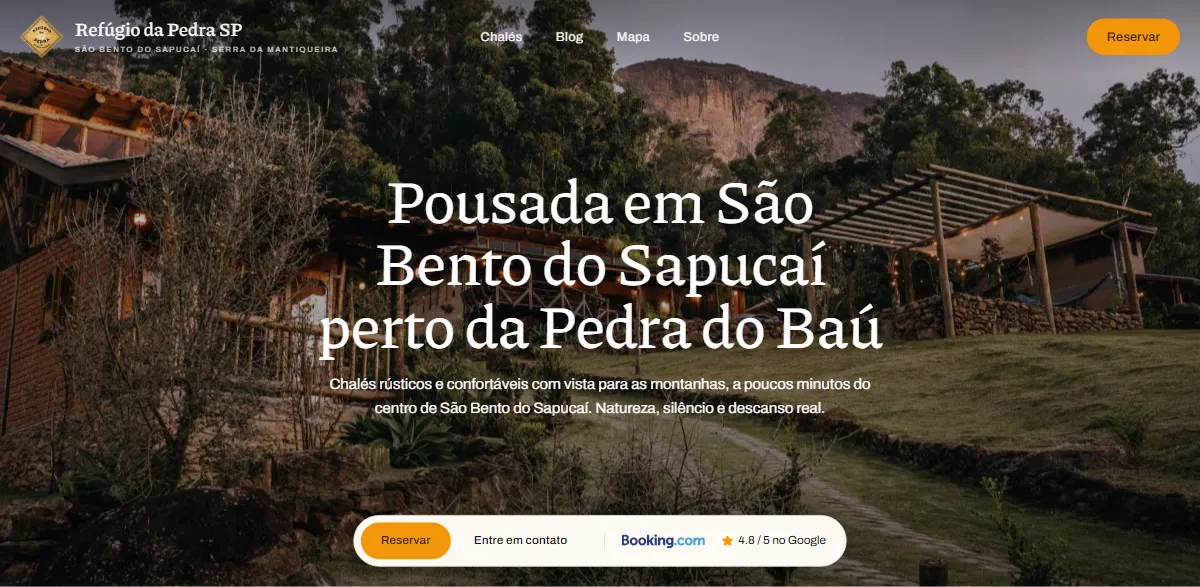 REFÚGIO
DA
PEDRA
Refúgio da Pedra SP
SÃO BENTO DO SAPUCAÍ · SERRA DA MANTIQUEIRA
Chalés
Blog
Mapa
Sobre
Reservar
Pousada em São
Bento do Sapucaí
perto da Pedra do Baú
Chalés rústicos e confortáveis com vista para as montanhas, a poucos minutos do
centro de São Bento do Sapucaí. Natureza, silêncio e descanso real.
Reservar
Entre em contato
Booking.com
4.8 / 5 no Google